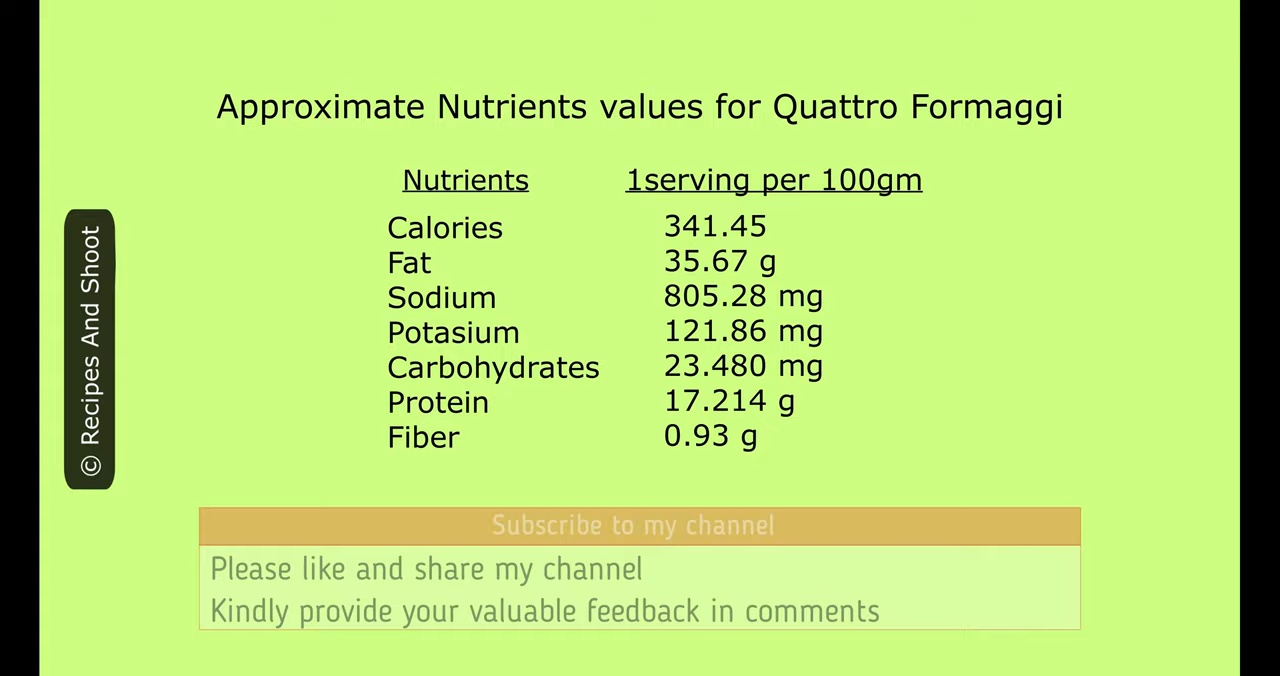 Approximate Nutrients values for Quattro Formaggi
Nutrients 1serving per 100gm
Calories 341.45
Fat 35.67 g
Sodium 805.28 mg
Potasium 121.86 mg
Carbohydrates 23.480 mg
Protein 17.214 g
Fiber 0.93 g
© Recipes And Shoot
Subscribe to my channel
Please like and share my channel
Kindly provide your valuable feedback in comments